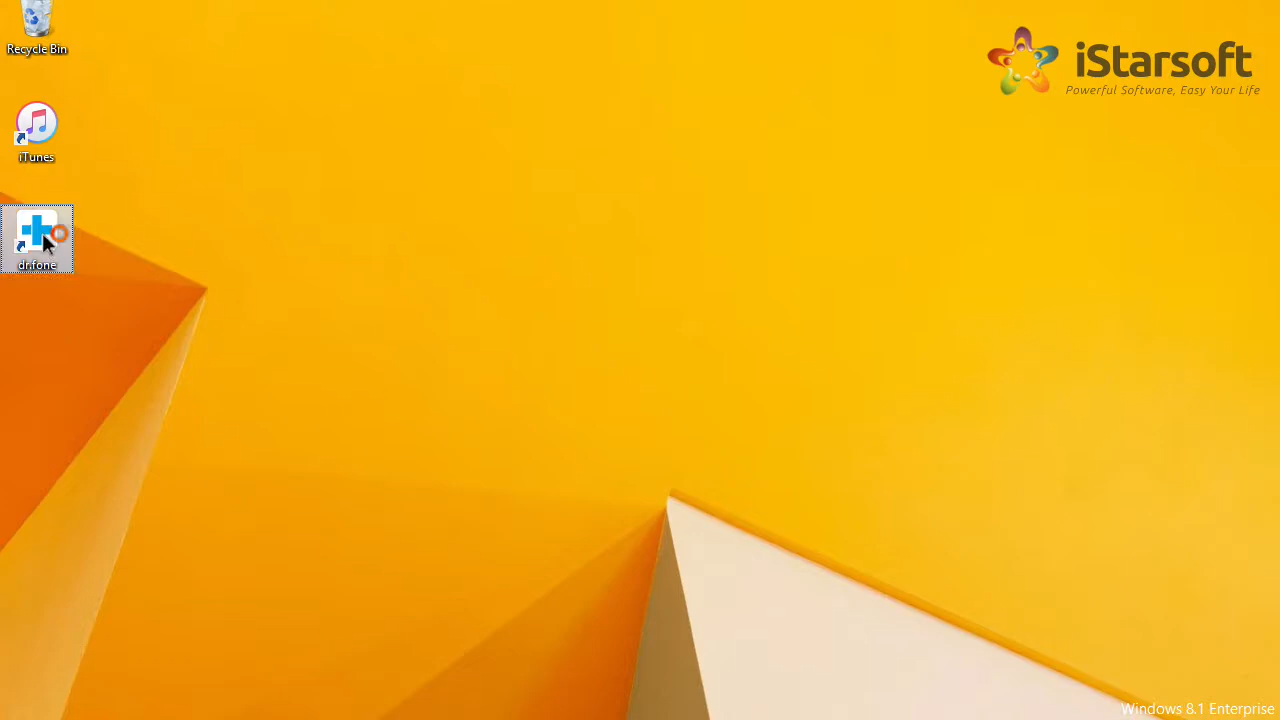 Recycle Bin
iStarsoft
Powerful Software, Easy Your Life
iTunes
dr.fone
Windows 8.1 Enterprise